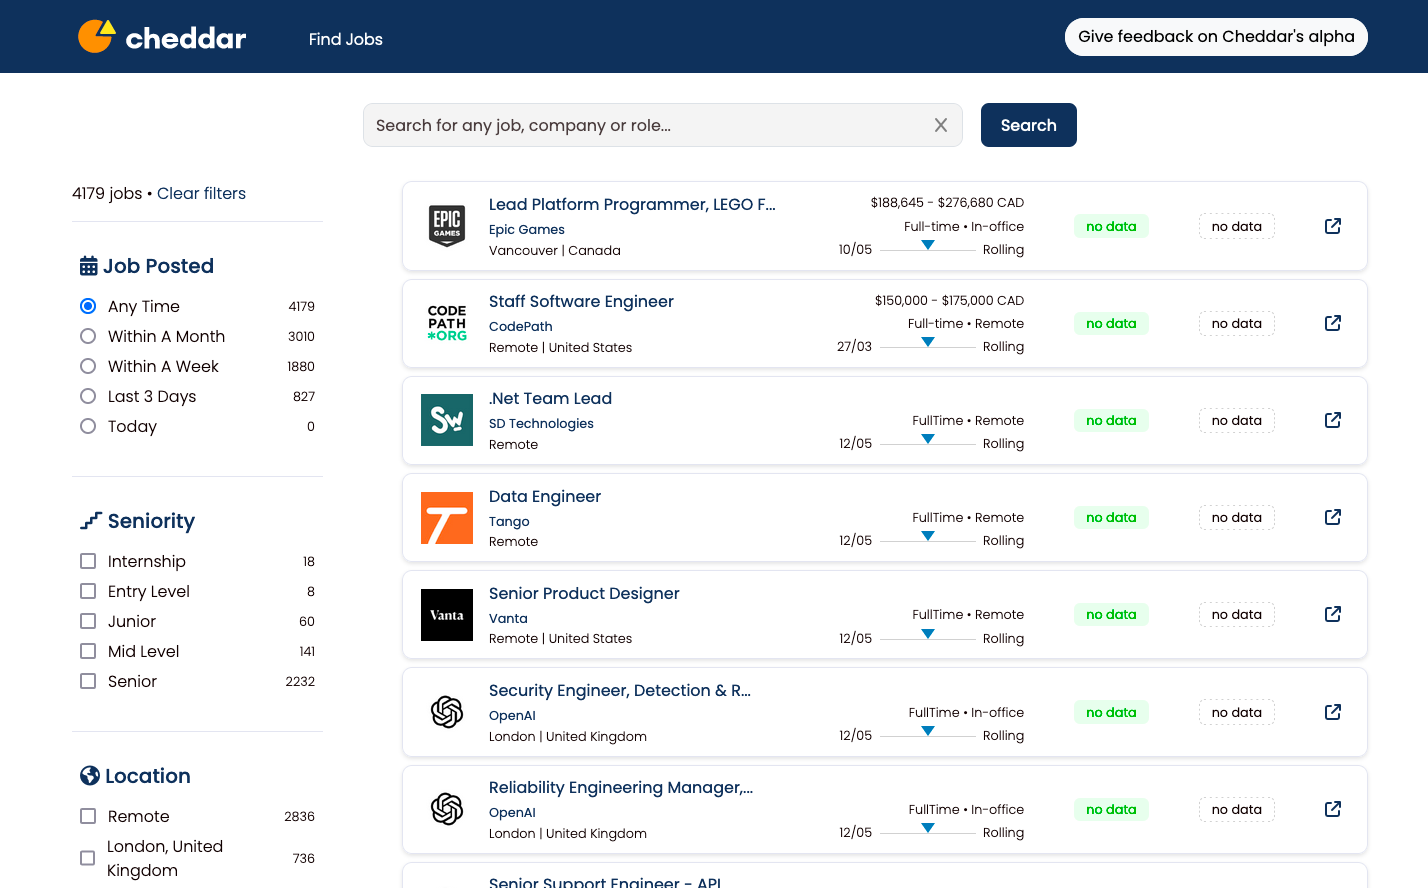 cheddar
Find Jobs
Give feedback on Cheddar's alpha
Search for any job, company or role...
X
Search
4179 jobs • Clear filters
Job Posted
Any Time 4179
Within A Month 3010
Within A Week 1880
Last 3 Days 827
Today 0
Seniority
Internship 18
Entry Level 8
Junior 60
Mid Level 141
Senior 2232
Location
Remote 2836
London, United
Kingdom 736
EPIC
GAMES
Lead Platform Programmer, LEGO F...
Epic Games
Vancouver | Canada
$188,645 - $276,680 CAD
Full-time • In-office
10/05 Rolling
no data
no data
CODE
PATH
*ORG
Staff Software Engineer
CodePath
Remote | United States
$150,000 - $175,000 CAD
Full-time • Remote
27/03 Rolling
no data
no data
Sw
.Net Team Lead
SD Technologies
Remote
FullTime • Remote
12/05 Rolling
no data
no data
T
Data Engineer
Tango
Remote
FullTime • Remote
12/05 Rolling
no data
no data
Vanta
Senior Product Designer
Vanta
Remote | United States
FullTime • Remote
12/05 Rolling
no data
no data
Security Engineer, Detection & R...
OpenAI
London | United Kingdom
FullTime • In-office
12/05 Rolling
no data
no data
Reliability Engineering Manager,...
OpenAI
London | United Kingdom
FullTime • In-office
12/05 Rolling
no data
no data
Senior Support Engineer - API